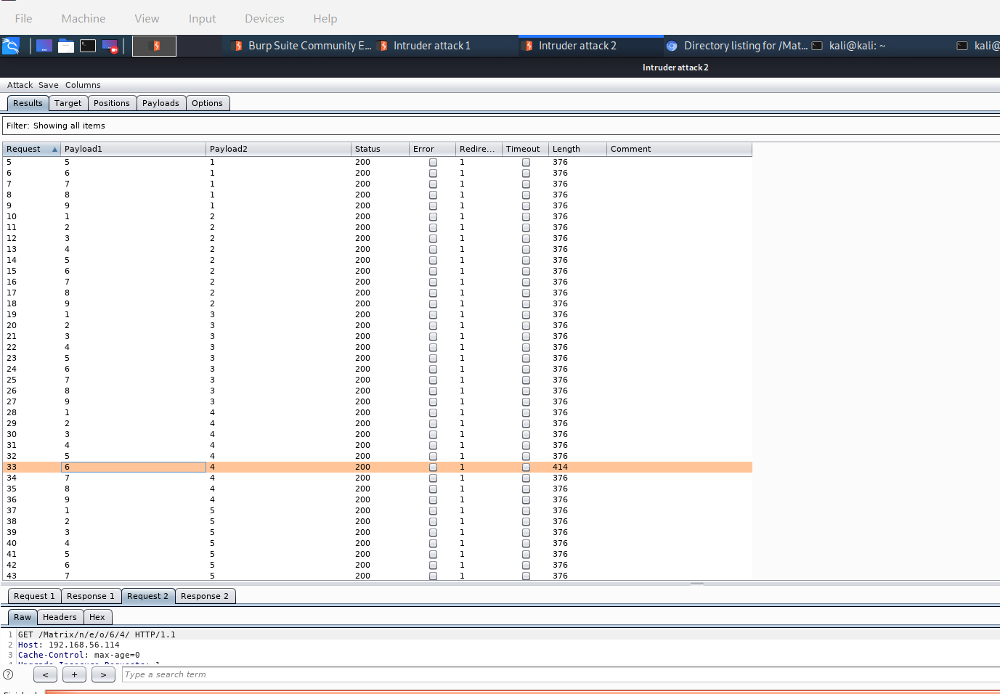 File Machine View Input Devices Help
Burp Suite Community E... Intruder attack 1 Intruder attack 2 Directory listing for /Mat... kali@kali: ~ kali@
Intruder attack 2
Attack Save Columns
Results Target Positions Payloads Options
Filter: Showing all items
Request Payload1 Payload2 Status Error Redire... Timeout Length Comment
5 5 1 200 1 376
6 6 1 200 1 376
7 7 1 200 1 376
8 8 1 200 1 376
9 9 1 200 1 376
10 1 2 200 1 376
11 2 2 200 1 376
12 3 2 200 1 376
13 4 2 200 1 376
14 5 2 200 1 376
15 6 2 200 1 376
16 7 2 200 1 376
17 8 2 200 1 376
18 9 2 200 1 376
19 1 3 200 1 376
20 2 3 200 1 376
21 3 3 200 1 376
22 4 3 200 1 376
23 5 3 200 1 376
24 6 3 200 1 376
25 7 3 200 1 376
26 8 3 200 1 376
27 9 3 200 1 376
28 1 4 200 1 376
29 2 4 200 1 376
30 3 4 200 1 376
31 4 4 200 1 376
32 5 4 200 1 376
33 6 4 200 1 414
34 7 4 200 1 376
35 8 4 200 1 376
36 9 4 200 1 376
37 1 5 200 1 376
38 2 5 200 1 376
39 3 5 200 1 376
40 4 5 200 1 376
41 5 5 200 1 376
42 6 5 200 1 376
43 7 5 200 1 376
Request 1 Response 1 Request 2 Response 2
Raw Headers Hex
1 GET /Matrix/n/e/o/6/4/ HTTP/1.1
2 Host: 192.168.56.114
3 Cache-Control: max-age=0
4 Upgrade-Insecure-Requests: 1
? < + > Type a search term